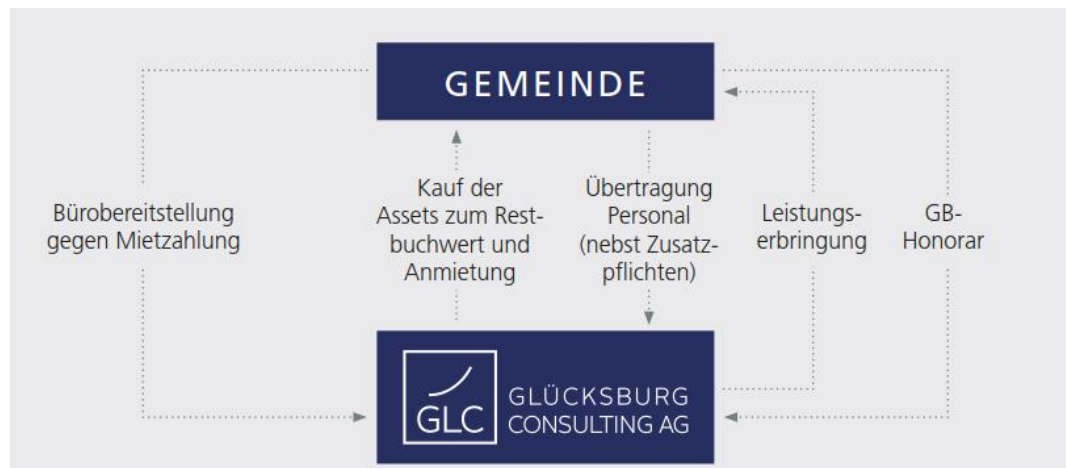 GEMEINDE
Bürobereitstellung
gegen Mietzahlung
Kauf der
Assets zum Rest-
buchwert und
Anmietung
Übertragung
Personal
(nebst Zusatz-
pflichten)
Leistungs-
erbringung
GB-
Honorar
GLC
GLÜCKSBURG
CONSULTING AG